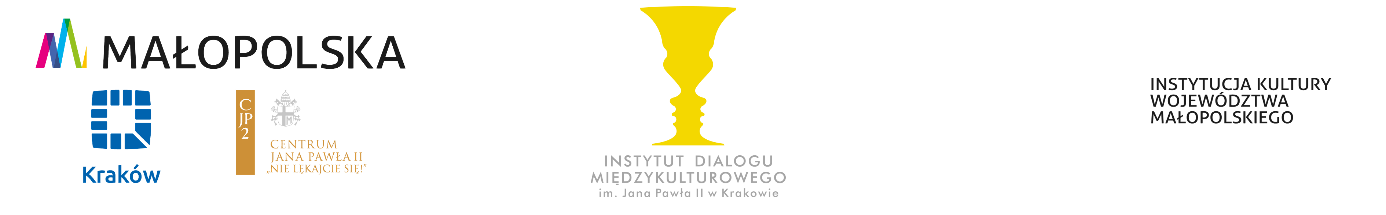 MAŁOPOLSKA
Kraków
CJP2
CENTRUM
JANA PAWŁA II
„NIE LĘKAJCIE SIĘ!”
INSTYTUT DIALOGU
MIĘDZYKULTUROWEGO
im. Jana Pawła II w Krakowie
INSTYTUCJA KULTURY
WOJEWÓDZTWA
MAŁOPOLSKIEGO